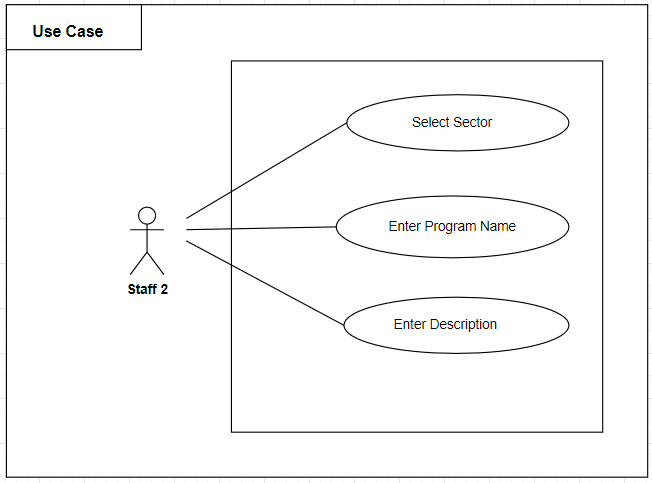 Use Case
Select Sector
Enter Program Name
Staff 2
Enter Description